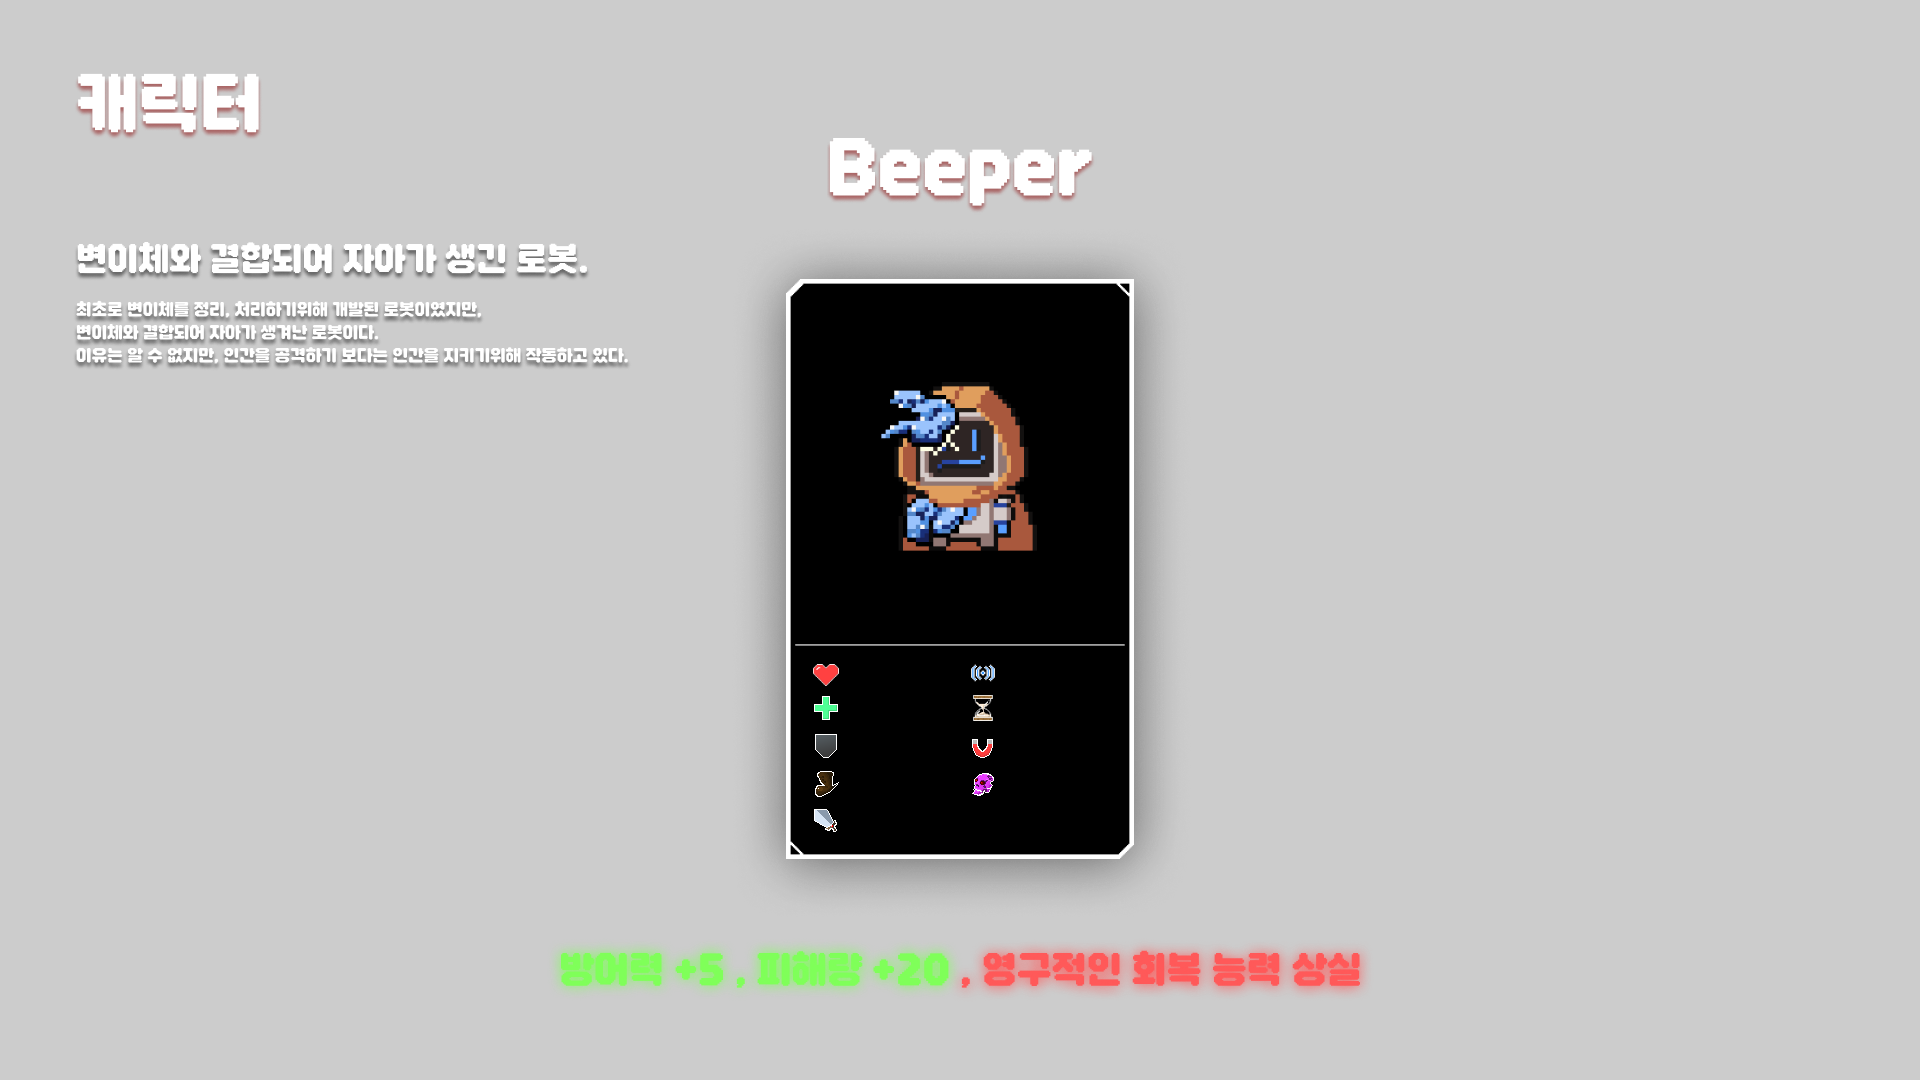 캐릭터
Beeper
변이체와 결합되어 자아가 생긴 로봇.
최초로 변이체를 정리, 처리하기위해 개발된 로봇이였지만,
변이체와 결합되어 자아가 생겨난 로봇이다.
이유는 알 수 없지만, 인간을 공격하기 보다는 인간을 지키기위해 작동하고 있다.
방어력 +5 , 피해량 +20 , 영구적인 회복 능력 상실